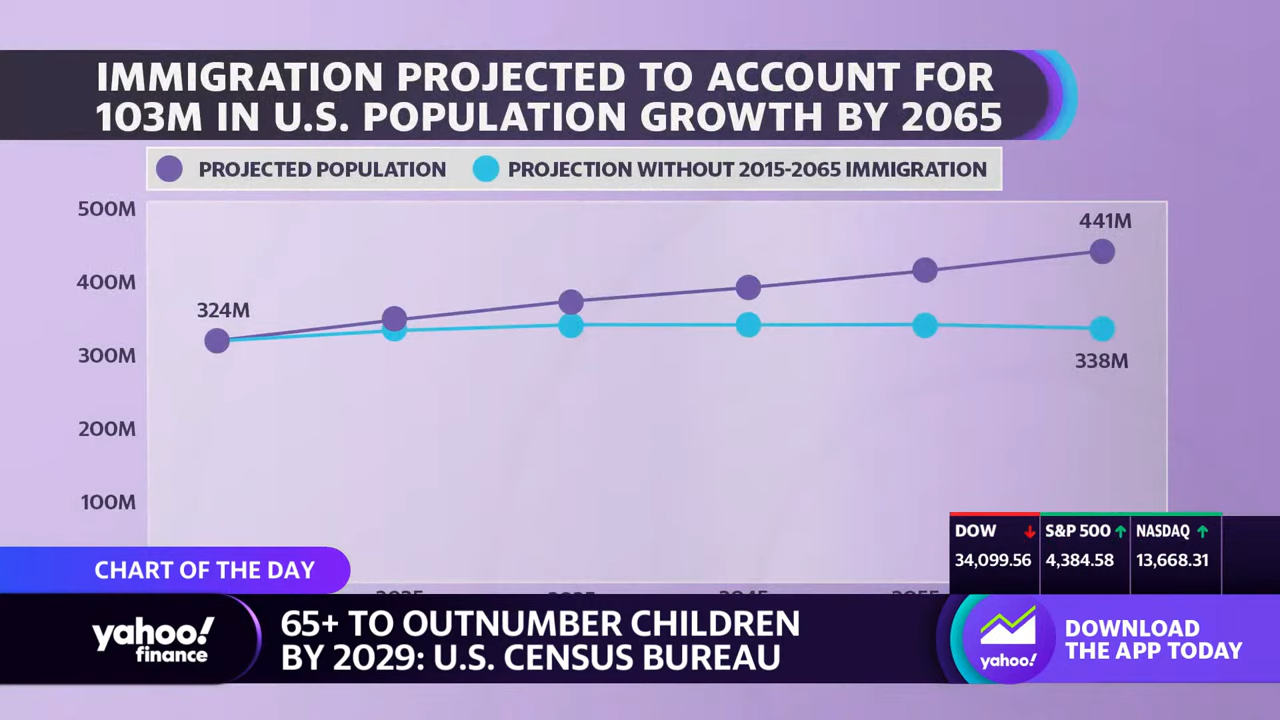 IMMIGRATION PROJECTED TO ACCOUNT FOR
103M IN U.S. POPULATION GROWTH BY 2065
PROJECTED POPULATION
PROJECTION WITHOUT 2015-2065 IMMIGRATION
500M
441M
400M
324M
300M
338M
200M
100M
DOW
S&P 500
NASDAQ
34,099.56
4,384.58
13,668.31
CHART OF THE DAY
yahoo!
finance
65+ TO OUTNUMBER CHILDREN
BY 2029: U.S. CENSUS BUREAU
yahoo!
DOWNLOAD
THE APP TODAY